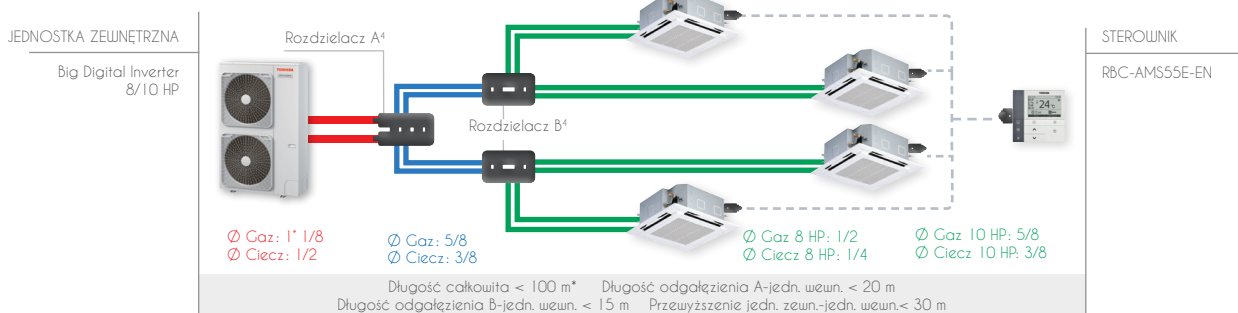 JEDNOSTKA ZEWNĘTRZNA
Big Digital Inverter
8/10 HP
Rozdzielacz A⁴
TOSHIBA
Rozdzielacz B⁴
STEROWNIK
RBC-AMS55E-EN
TOSHIBA
24
Ø Gaz: 1" 1/8
Ø Ciecz: 1/2
Ø Gaz: 5/8
Ø Ciecz: 3/8
Ø Gaz 8 HP: 1/2
Ø Ciecz 8 HP: 1/4
Ø Gaz 10 HP: 5/8
Ø Ciecz 10 HP: 3/8
Długość całkowita < 100 m* Długość odgałęzienia A-jedn. wewn. < 20 m
Długość odgałęzienia B-jedn. wewn. < 15 m Przewyższenie jedn. zewn.-jedn. wewn.< 30 m